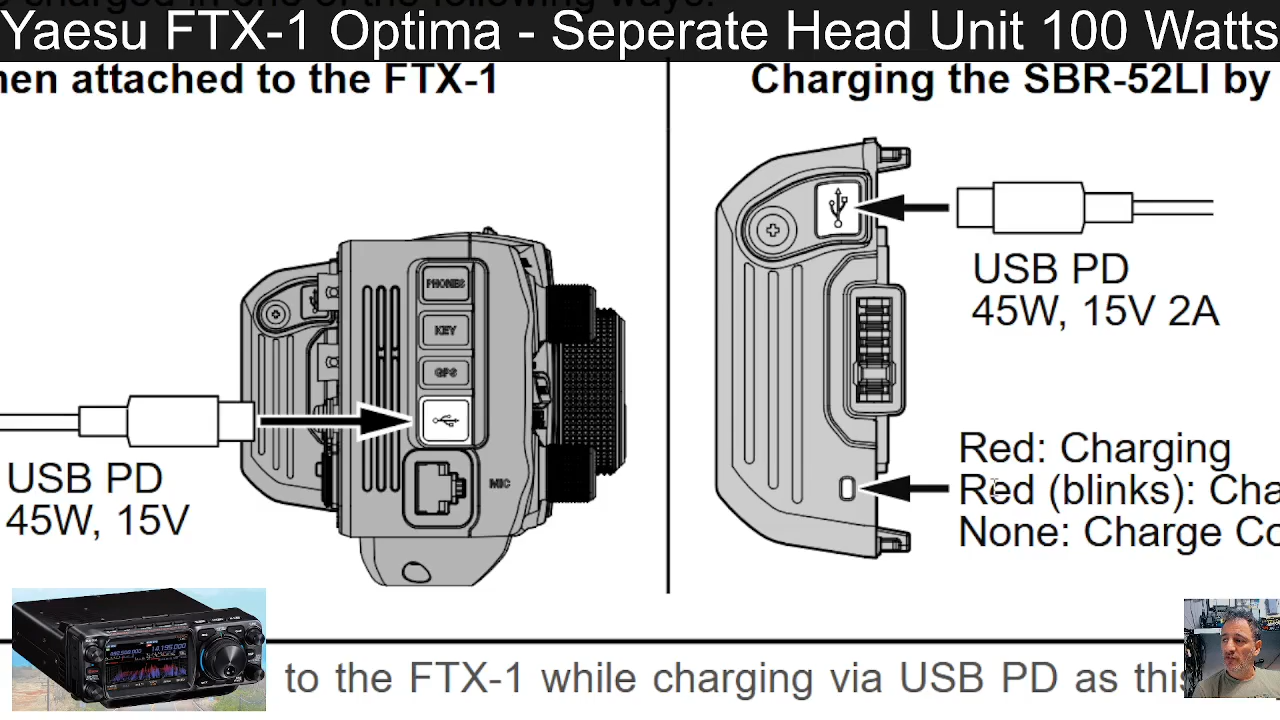 Yaesu FTX-1 Optima - Seperate Head Unit 100 Watts
hen attached to the FTX-1
Charging the SBR-52LI by
PHONES
KEY
GPS
MIC
USB PD
45W, 15V
USB PD
45W, 15V 2A
Red: Charging
Red (blinks): Cha
None: Charge Co
to the FTX-1 while charging via USB PD as this